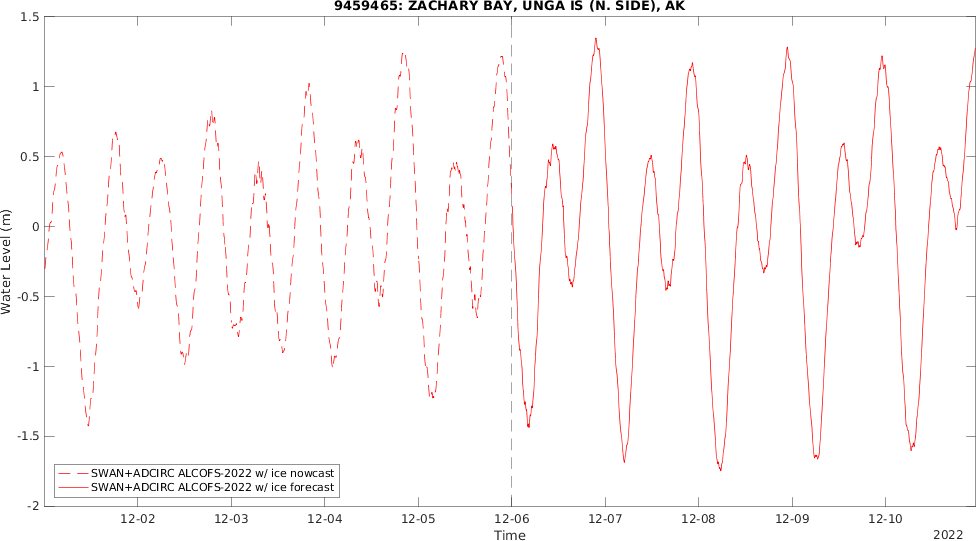 9459465: ZACHARY BAY, UNGA IS (N. SIDE), AK
1.5
1
0.5
0
-0.5
-1
-1.5
-2
Water Level (m)
SWAN+ADCIRC ALCOFS-2022 w/ ice nowcast
SWAN+ADCIRC ALCOFS-2022 w/ ice forecast
12-02 12-03 12-04 12-05 12-06 12-07 12-08 12-09 12-10
Time
2022